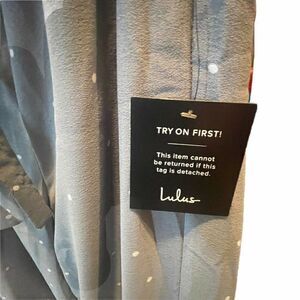 TRY ON FIRST!
This item cannot
be returned if this
tag is detached.
Lulus